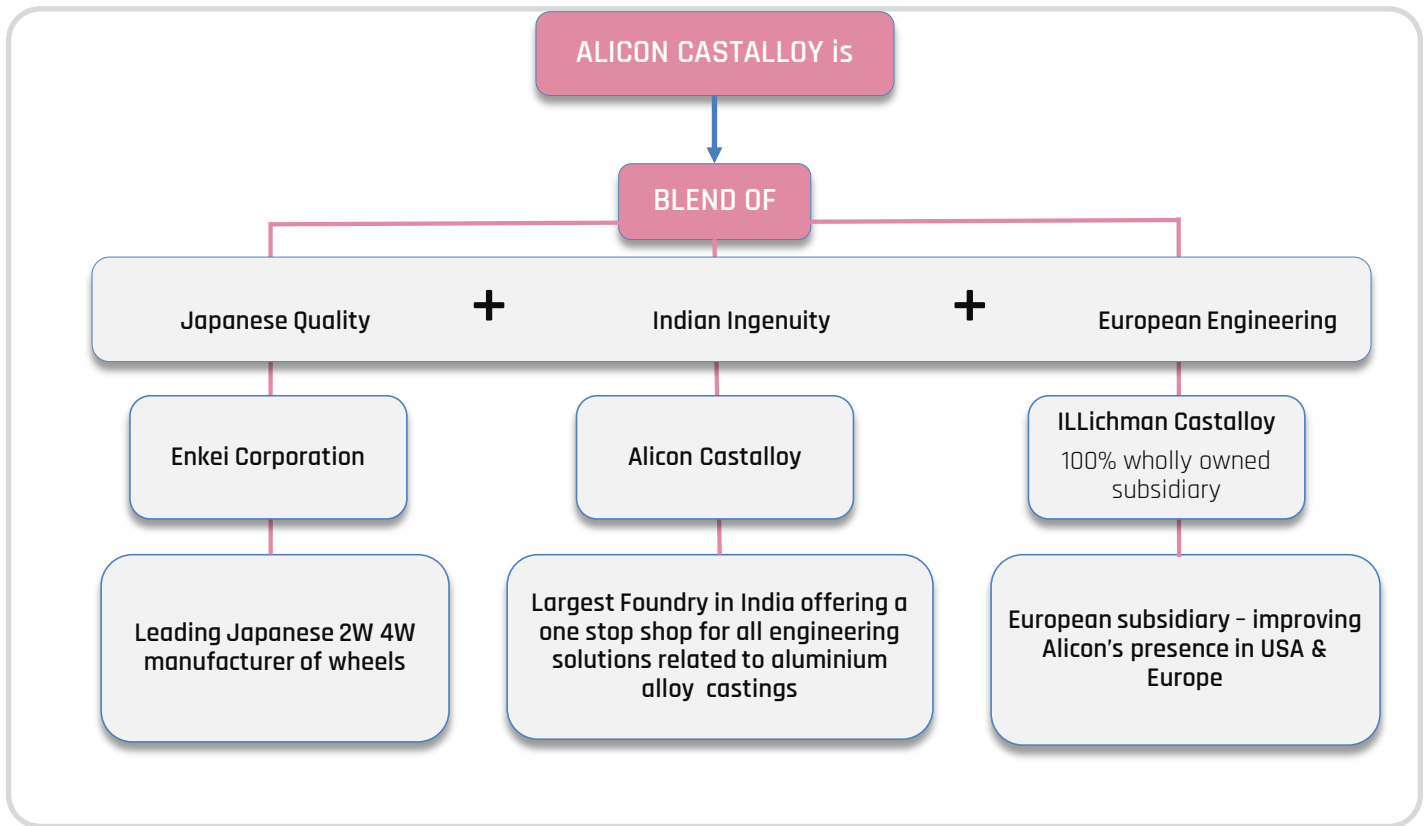 ALICON CASTALLOY is
BLEND OF
Japanese Quality
+
Indian Ingenuity
+
European Engineering
Enkei Corporation
Alicon Castalloy
ILLichman Castalloy
100% wholly owned
subsidiary
Leading Japanese 2W 4W
manufacturer of wheels
Largest Foundry in India offering a
one stop shop for all engineering
solutions related to aluminium
alloy castings
European subsidiary – improving
Alicon’s presence in USA &
Europe